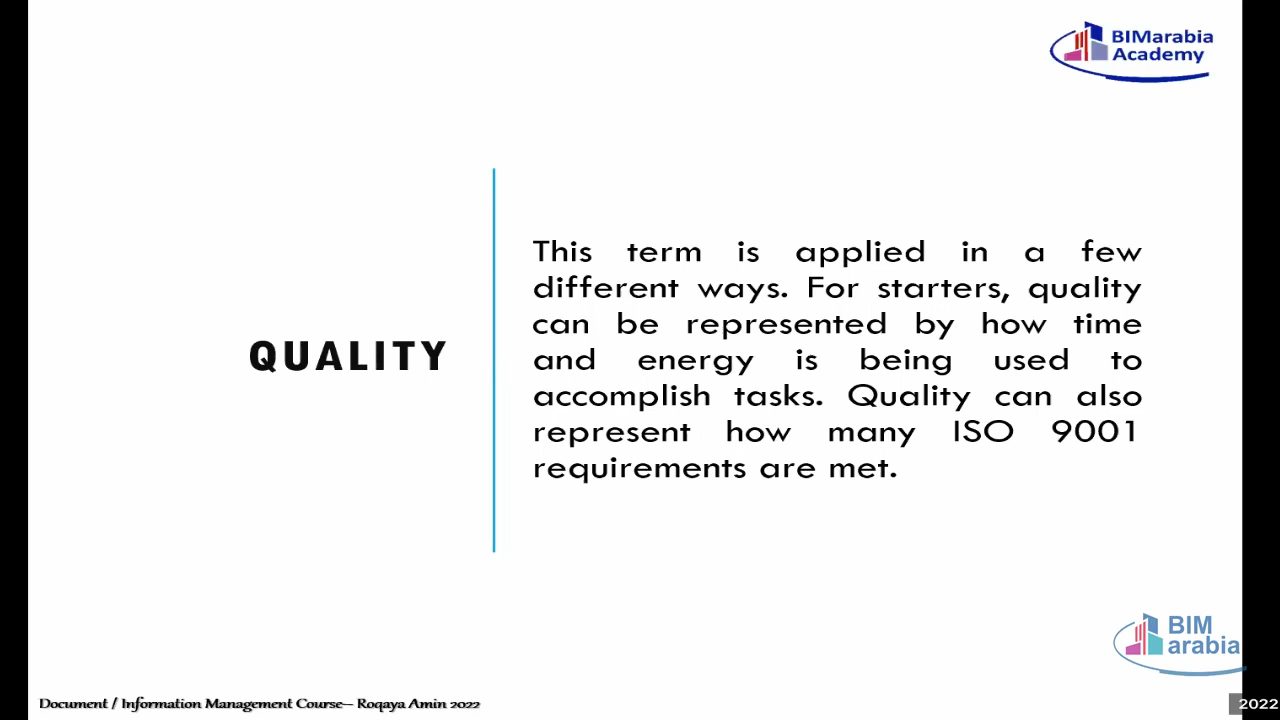 BIMarabia
Academy
QUALITY
This term is applied in a few
different ways. For starters, quality
can be represented by how time
and energy is being used to
accomplish tasks. Quality can also
represent how many ISO 9001
requirements are met.
BIM
arabia
Document / Information Management Course– Roqaya Amin 2022
2022